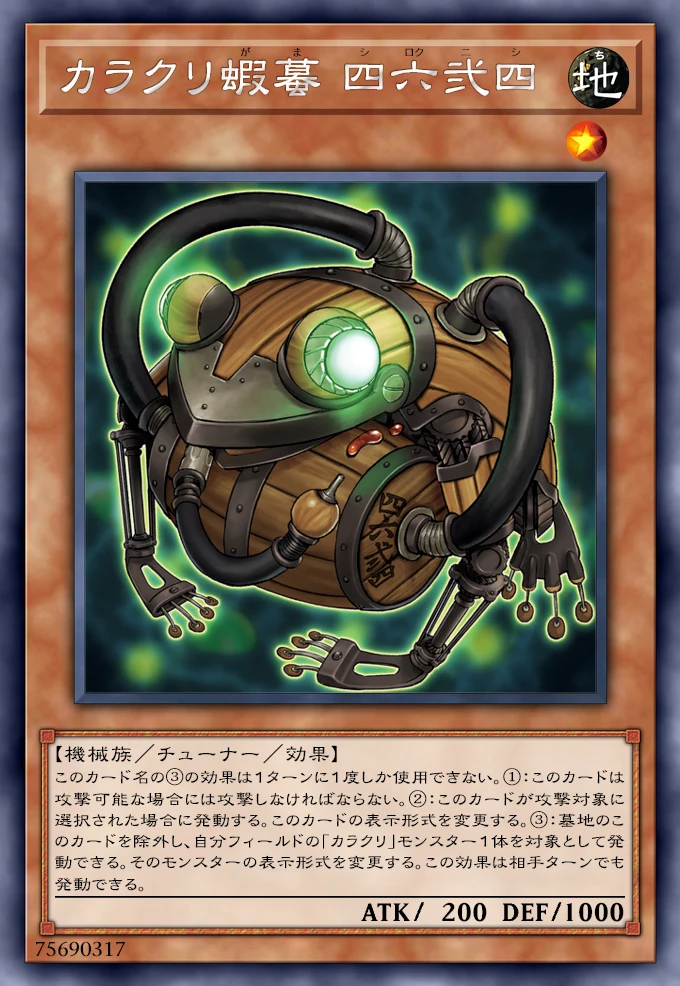 が ま シ ロク ニ シ
カラクリ蝦蟇 四六弐四
ち
地
四六弐四
【機械族／チューナー／効果】
このカード名の③の効果は1ターンに1度しか使用できない。①：このカードは
攻撃可能な場合には攻撃しなければならない。②：このカードが攻撃対象に
選択された場合に発動する。このカードの表示形式を変更する。③：墓地のこ
のカードを除外し、自分フィールドの「カラクリ」モンスター1体を対象として発
動できる。そのモンスターの表示形式を変更する。この効果は相手ターンでも
発動できる。
ATK/ 200 DEF/1000
75690317